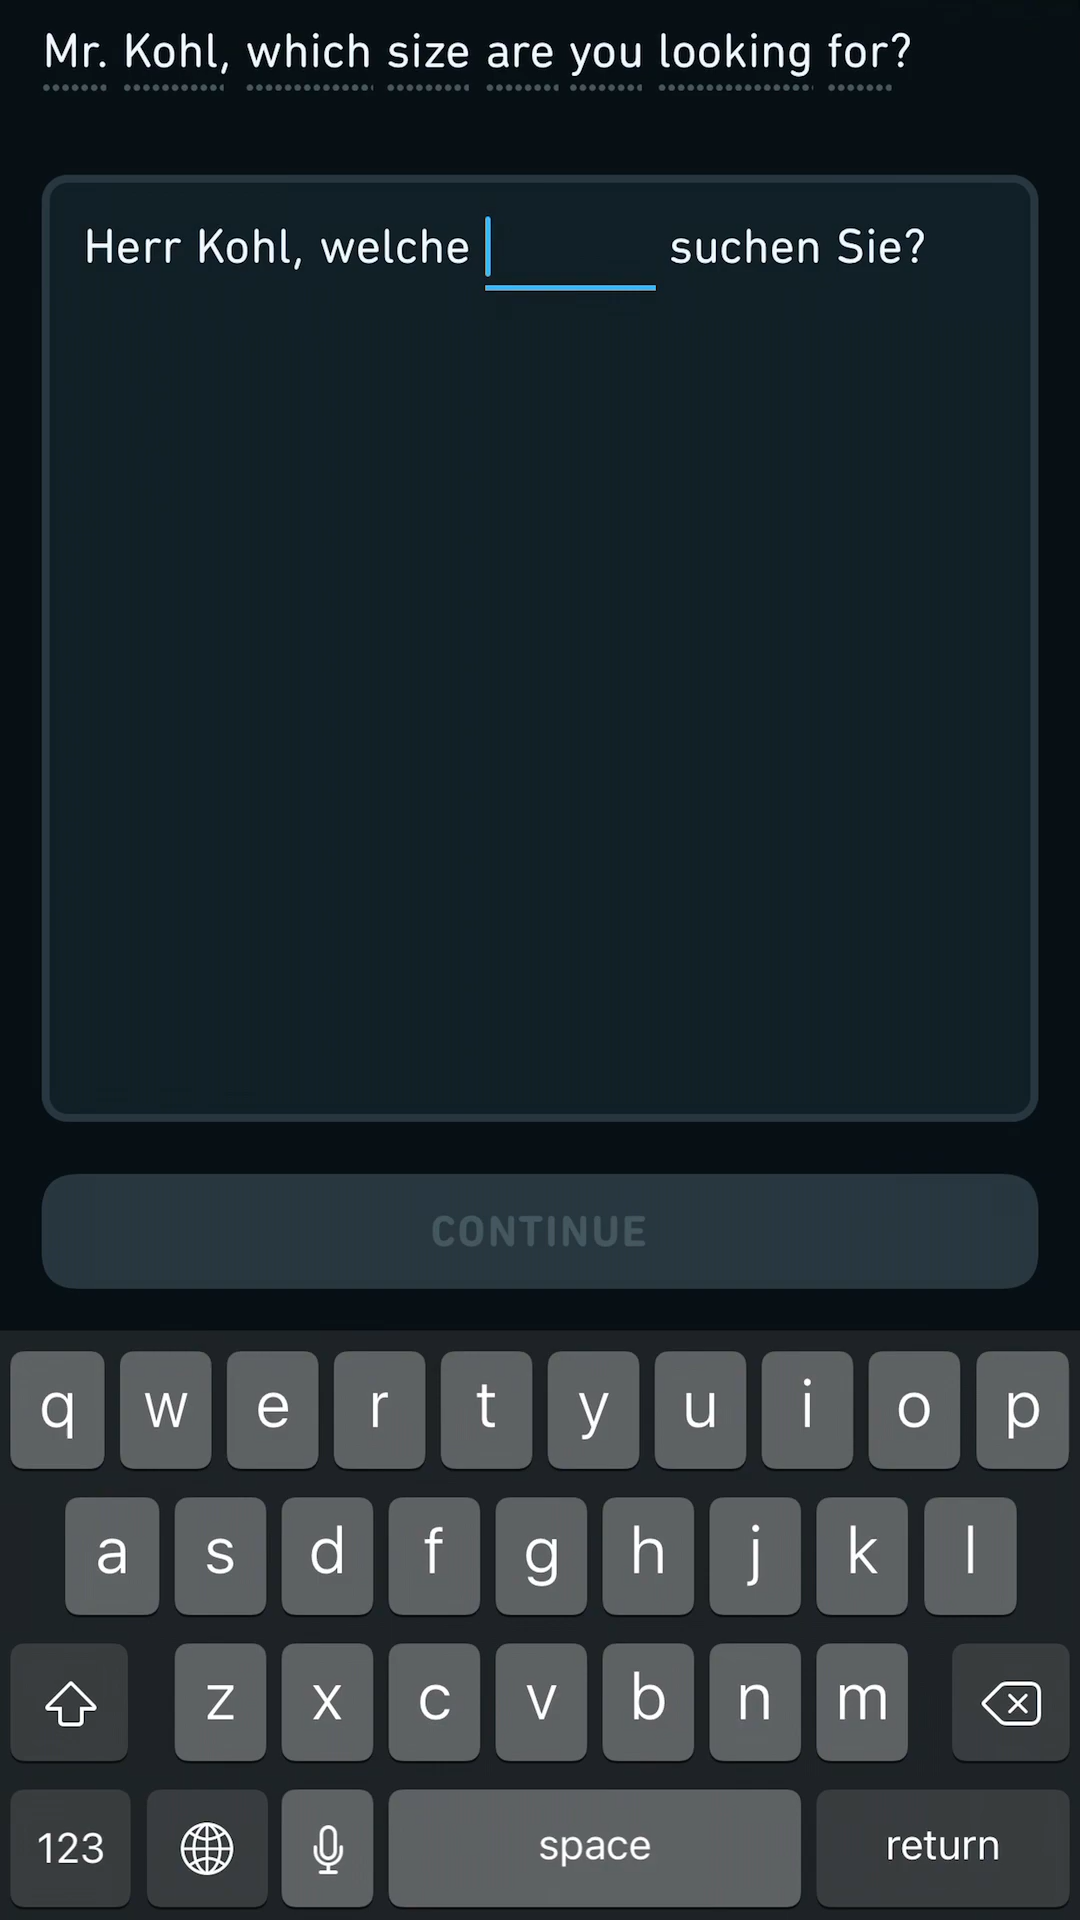 Mr. Kohl, which size are you looking for?
Herr Kohl, welche suchen Sie?
CONTINUE
q w e r t y u i o p
a s d f g h j k l
z x c v b n m
123 space return